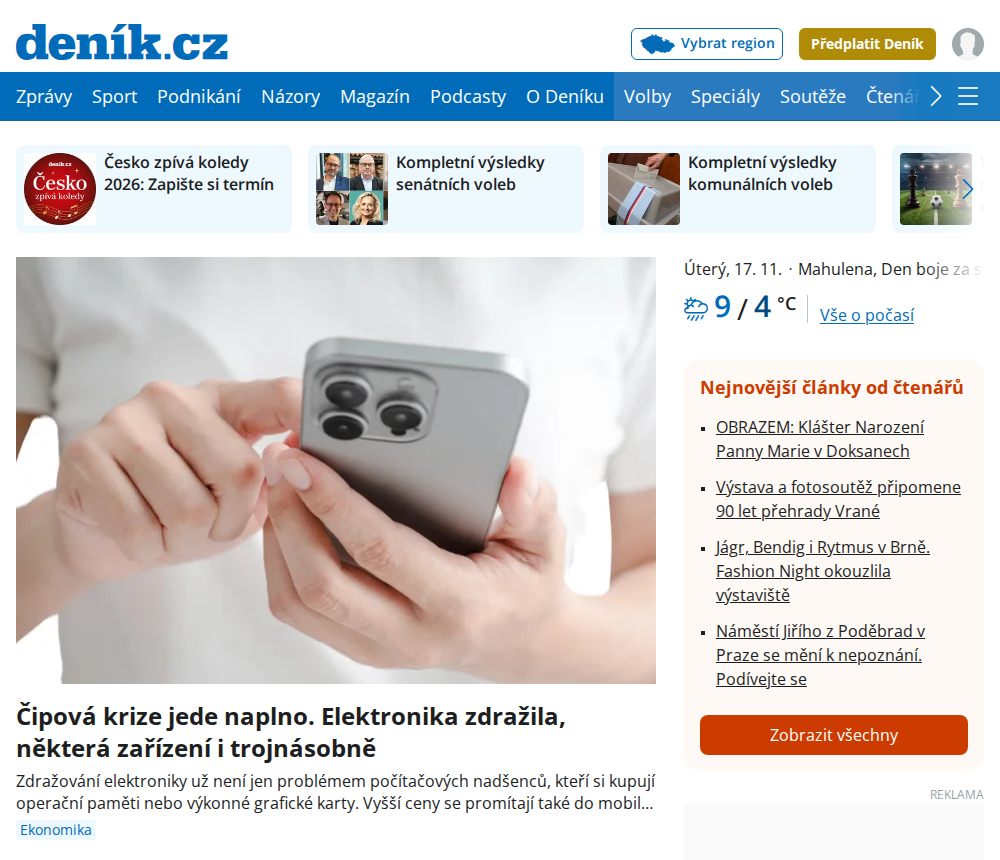 deník.cz
Vybrat region
Předplatit Deník
Zprávy Sport Podnikání Názory Magazín Podcasty O Deníku Volby Speciály Soutěže Čtenář
deník.cz
Česko
zpívá koledy
Česko zpívá koledy
2026: Zapište si termín
Kompletní výsledky
senátních voleb
Kompletní výsledky
komunálních voleb
Úterý, 17. 11. · Mahulena, Den boje za s
9 / 4 °C
Vše o počasí
Nejnovější články od čtenářů
OBRAZEM: Klášter Narození
Panny Marie v Doksanech
Výstava a fotosoutěž připomene
90 let přehrady Vrané
Jágr, Bendig i Rytmus v Brně.
Fashion Night okouzlila
výstaviště
Náměstí Jiřího z Poděbrad v
Praze se mění k nepoznání.
Podívejte se
Zobrazit všechny
REKLAMA
Čipová krize jede naplno. Elektronika zdražila,
některá zařízení i trojnásobně
Zdražování elektroniky už není jen problémem počítačových nadšenců, kteří si kupují
operační paměti nebo výkonné grafické karty. Vyšší ceny se promítají také do mobil…
Ekonomika